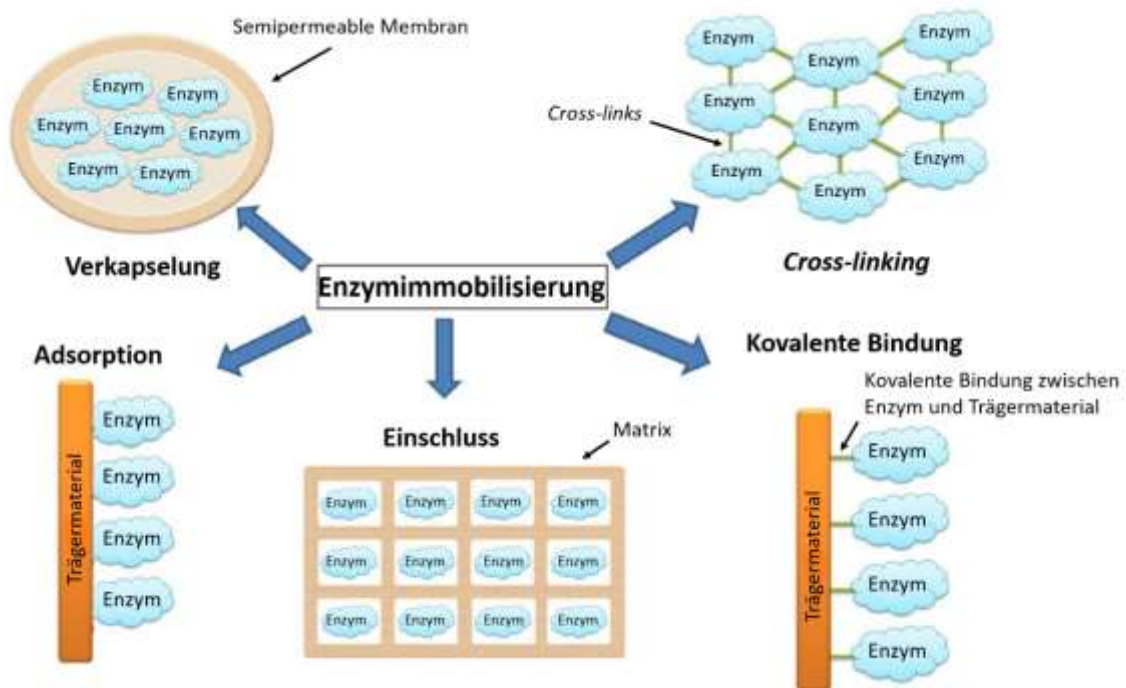 Semipermeable Membran
Enzym
Enzym
Enzym
Enzym
Enzym
Enzym
Enzym
Verkapselung
Enzym
Enzym
Enzym
Enzym
Enzym
Enzym
Enzym
Enzym
Enzym
Cross-links
Cross-linking
Enzymimmobilisierung
Adsorption
Trägermaterial
Enzym
Enzym
Enzym
Enzym
Einschluss
Matrix
Enzym Enzym Enzym Enzym
Enzym Enzym Enzym Enzym
Enzym Enzym Enzym Enzym
Kovalente Bindung
Kovalente Bindung zwischen
Enzym und Trägermaterial
Trägermaterial
Enzym
Enzym
Enzym
Enzym